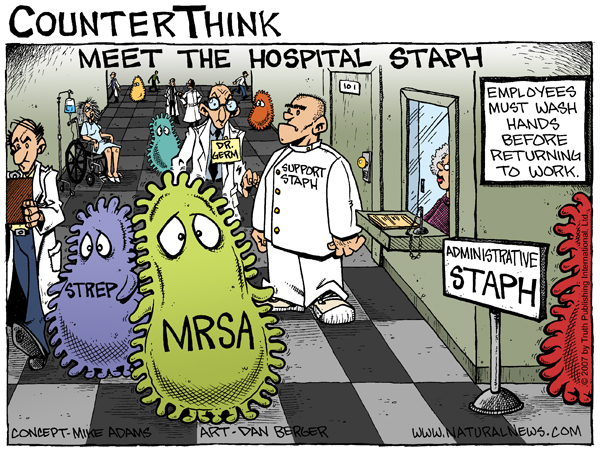 COUNTERTHINK
MEET THE HOSPITAL STAPH
101
EMPLOYEES
MUST WASH
HANDS
BEFORE
RETURNING
TO WORK.
DR.
GERM
SUPPORT
STAPH
STREP
MRSA
ADMINISTRATIVE
STAPH
© 2007 by Truth Publishing International, Ltd.
CONCEPT-MIKE ADAMS
ART-DAN BERGER
WWW.NATURALNEWS.COM